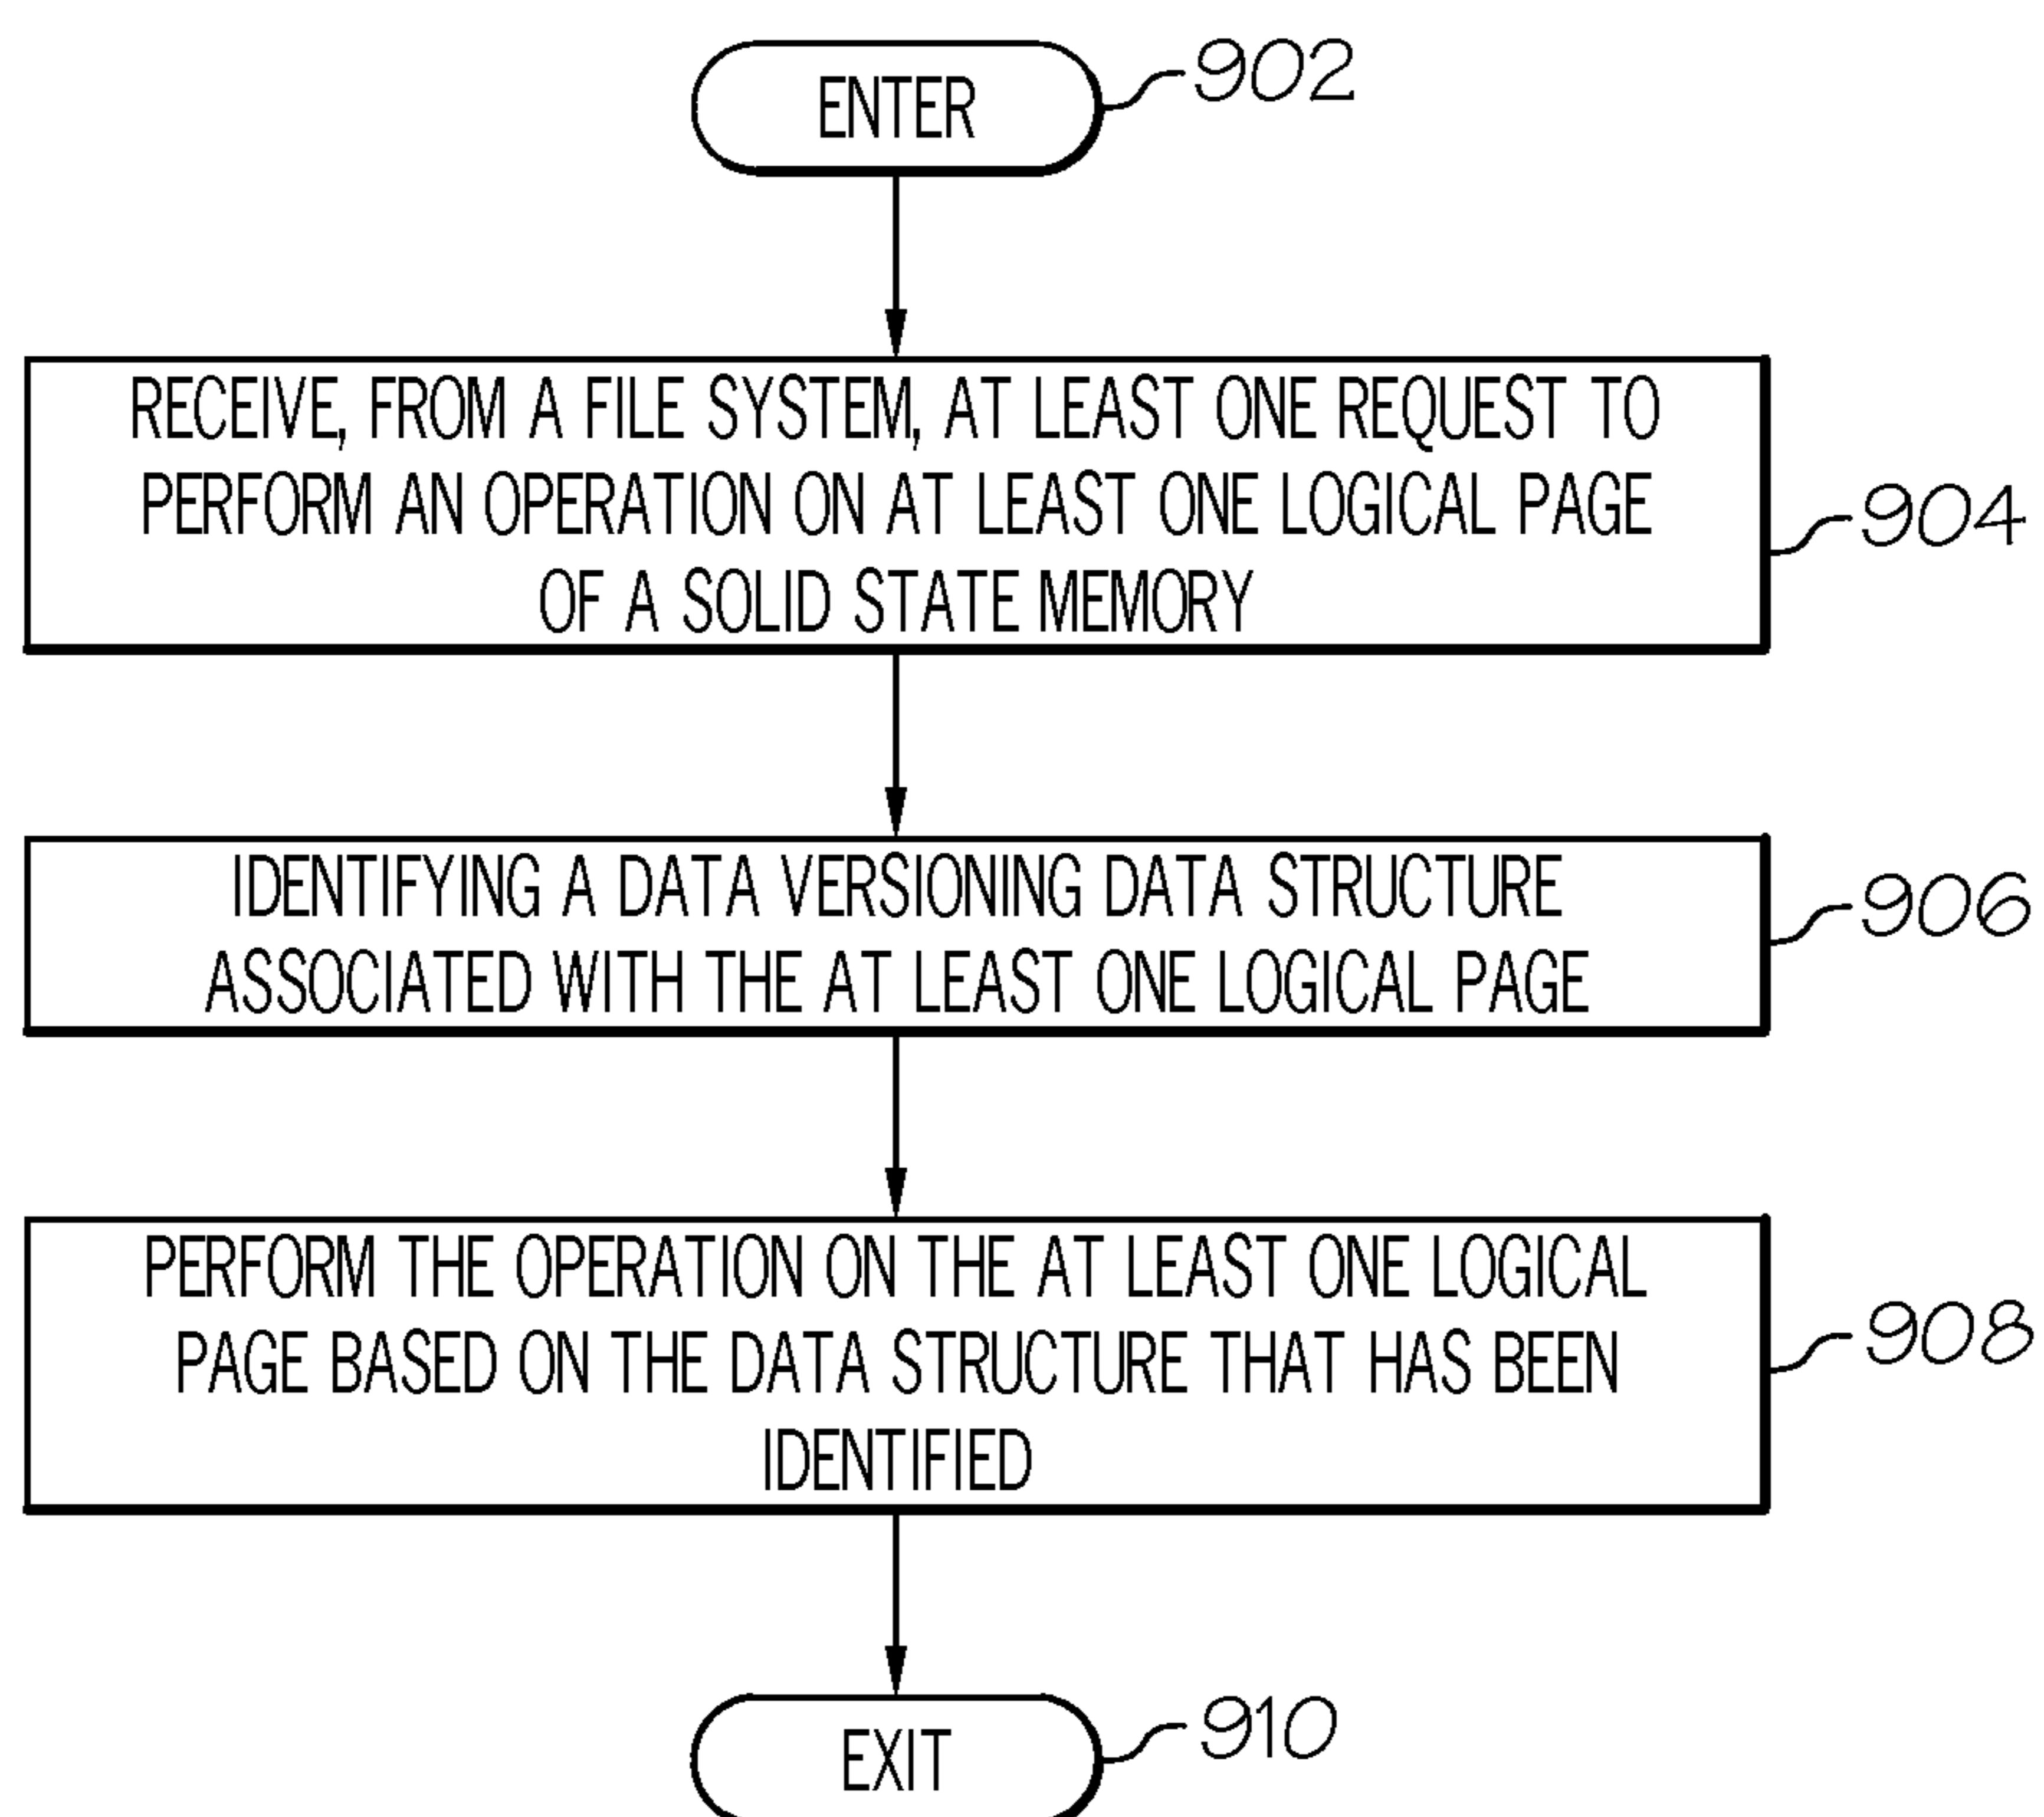 ENTER
902
RECEIVE, FROM A FILE SYSTEM, AT LEAST ONE REQUEST TO
PERFORM AN OPERATION ON AT LEAST ONE LOGICAL PAGE
OF A SOLID STATE MEMORY
904
IDENTIFYING A DATA VERSIONING DATA STRUCTURE
ASSOCIATED WITH THE AT LEAST ONE LOGICAL PAGE
906
PERFORM THE OPERATION ON THE AT LEAST ONE LOGICAL
PAGE BASED ON THE DATA STRUCTURE THAT HAS BEEN
IDENTIFIED
908
EXIT
910